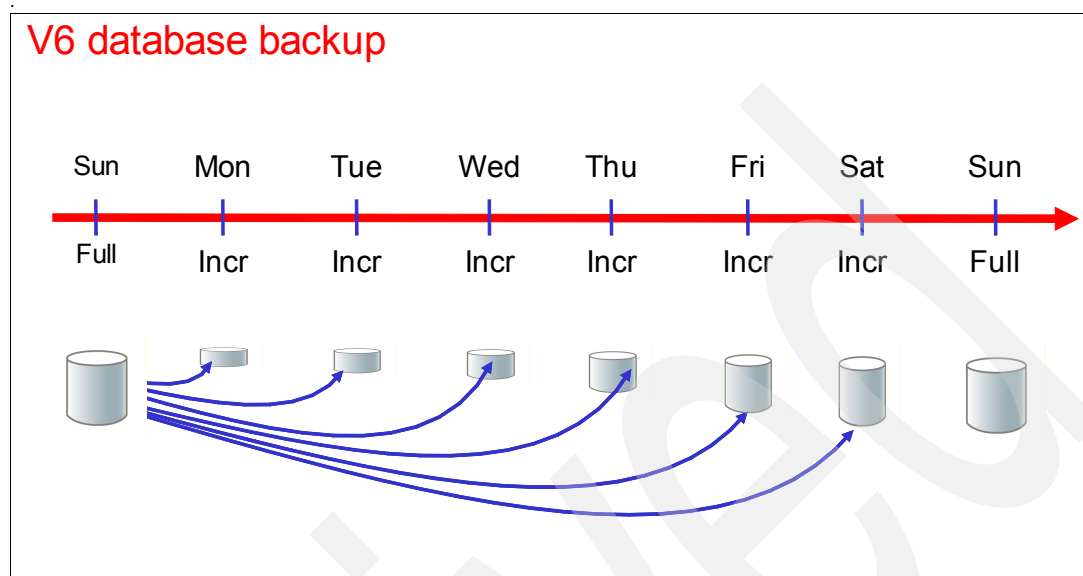 V6 database backup
Sun Mon Tue Wed Thu Fri Sat Sun
Full Incr Incr Incr Incr Incr Incr Full